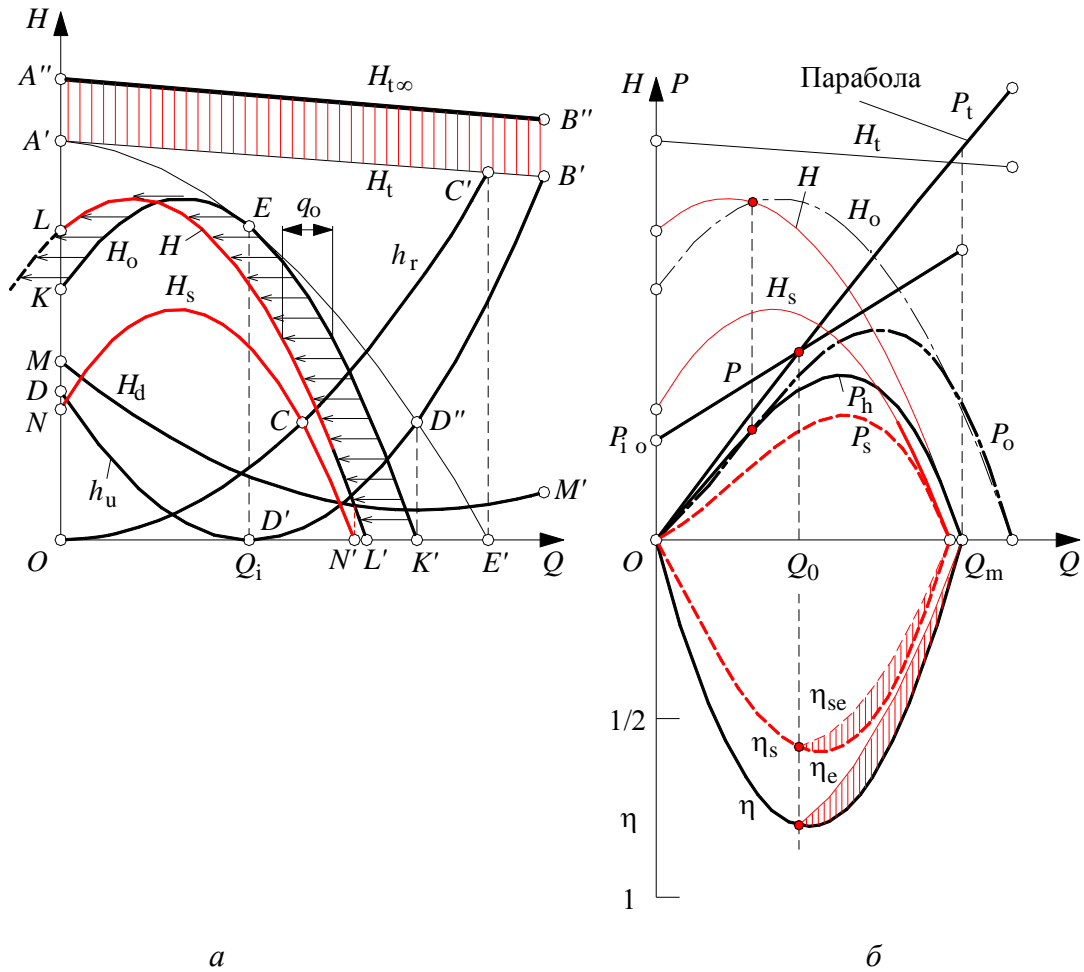 H
A″
H_t∞
B″
A′
H_t
C′
B′
L
E
q_o
H_o
H
h_r
K
H_s
M
D
H_d
N
C
D″
h_u
D′
M′
O
Q_i
N′
L′
K′
E′
Q
а
H P
Парабола
P_t
H_t
H
H_o
H_s
P
P_h
P_i o
P_s
P_o
O
Q_0
Q_m
Q
1/2
η_se
η_s
η_e
η
η
1
б